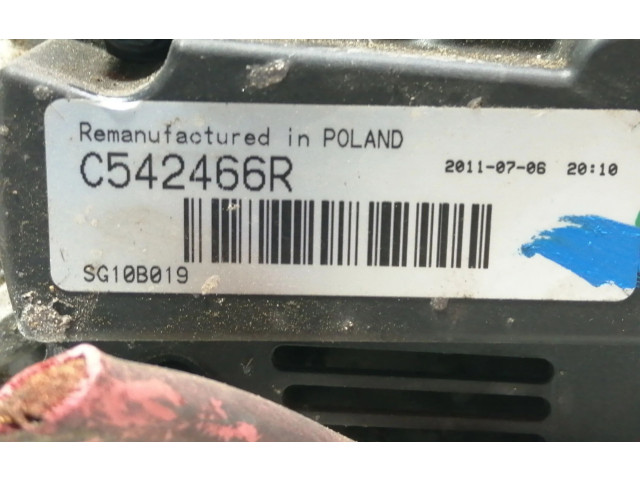 Remanufactured in POLAND
C542466R 2011-07-06 20:10
SG10B019